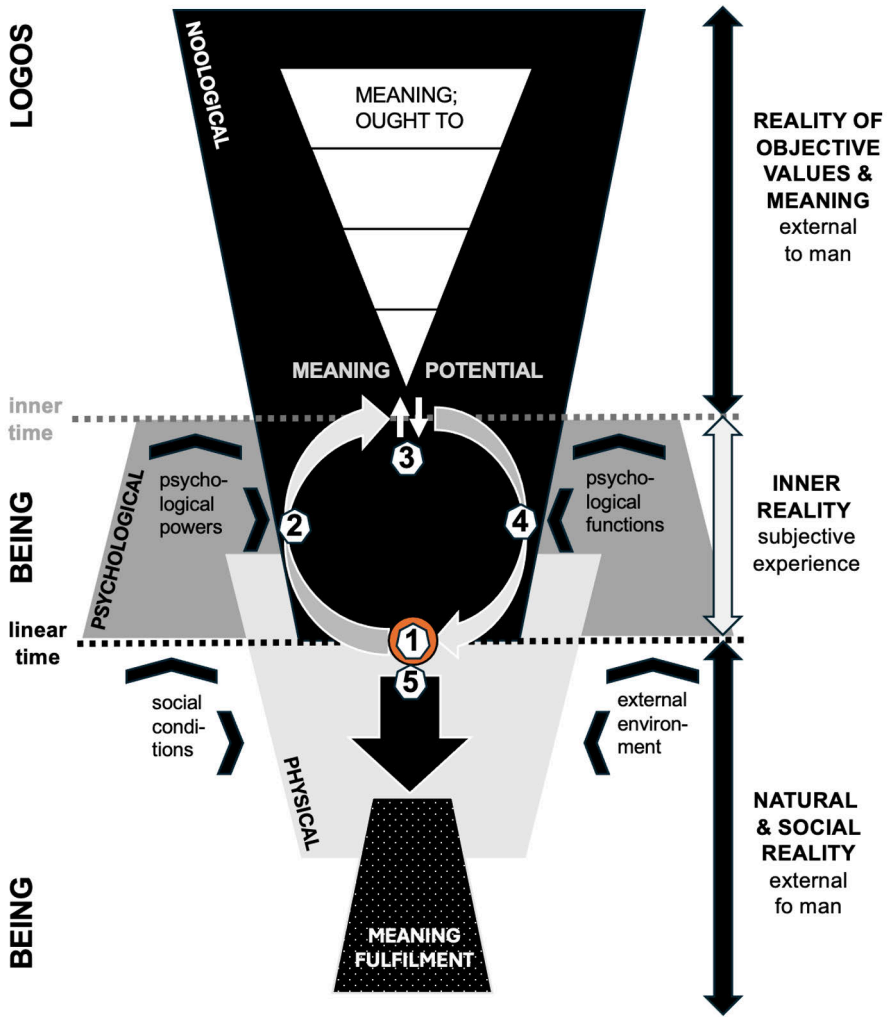 LOGOS
NOOLOGICAL
MEANING;
OUGHT TO
REALITY OF
OBJECTIVE
VALUES &
MEANING
external
to man
MEANING POTENTIAL
inner
time
3
BEING
PSYCHOLOGICAL
psycho-
logical
powers
2
4
psycho-
logical
functions
INNER
REALITY
subjective
experience
linear
time
1
5
social
condi-
tions
external
environ-
ment
PHYSICAL
NATURAL
& SOCIAL
REALITY
external
fo man
BEING
MEANING
FULFILMENT